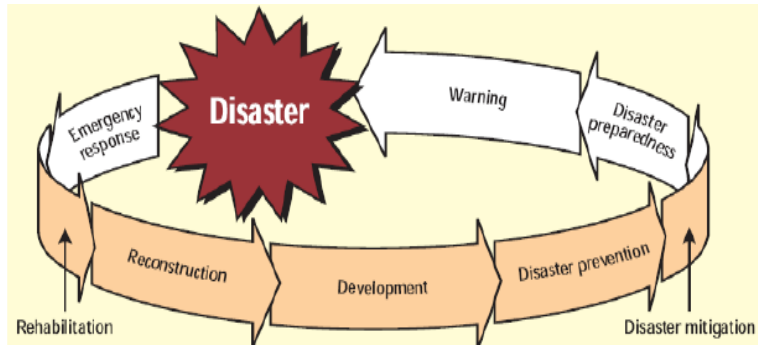 Disaster
Warning
Disaster
preparedness
Emergency
response
Reconstruction
Development
Disaster prevention
Rehabilitation
Disaster mitigation